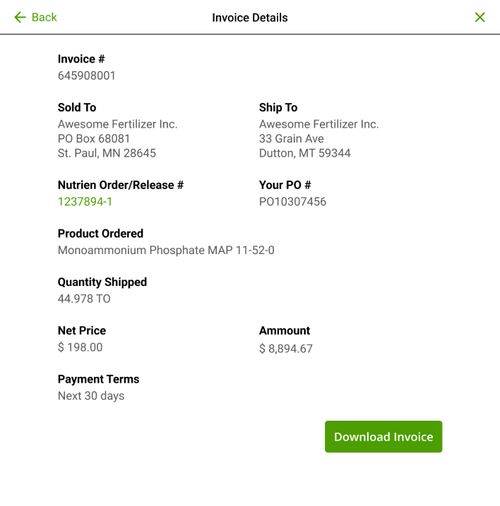 Back
Invoice Details
Invoice #
645908001
Sold To
Awesome Fertilizer Inc.
PO Box 68081
St. Paul, MN 28645
Ship To
Awesome Fertilizer Inc.
33 Grain Ave
Dutton, MT 59344
Nutrien Order/Release #
1237894-1
Your PO #
PO10307456
Product Ordered
Monoammonium Phosphate MAP 11-52-0
Quantity Shipped
44.978 TO
Net Price
$ 198.00
Ammount
$ 8,894.67
Payment Terms
Next 30 days
Download Invoice